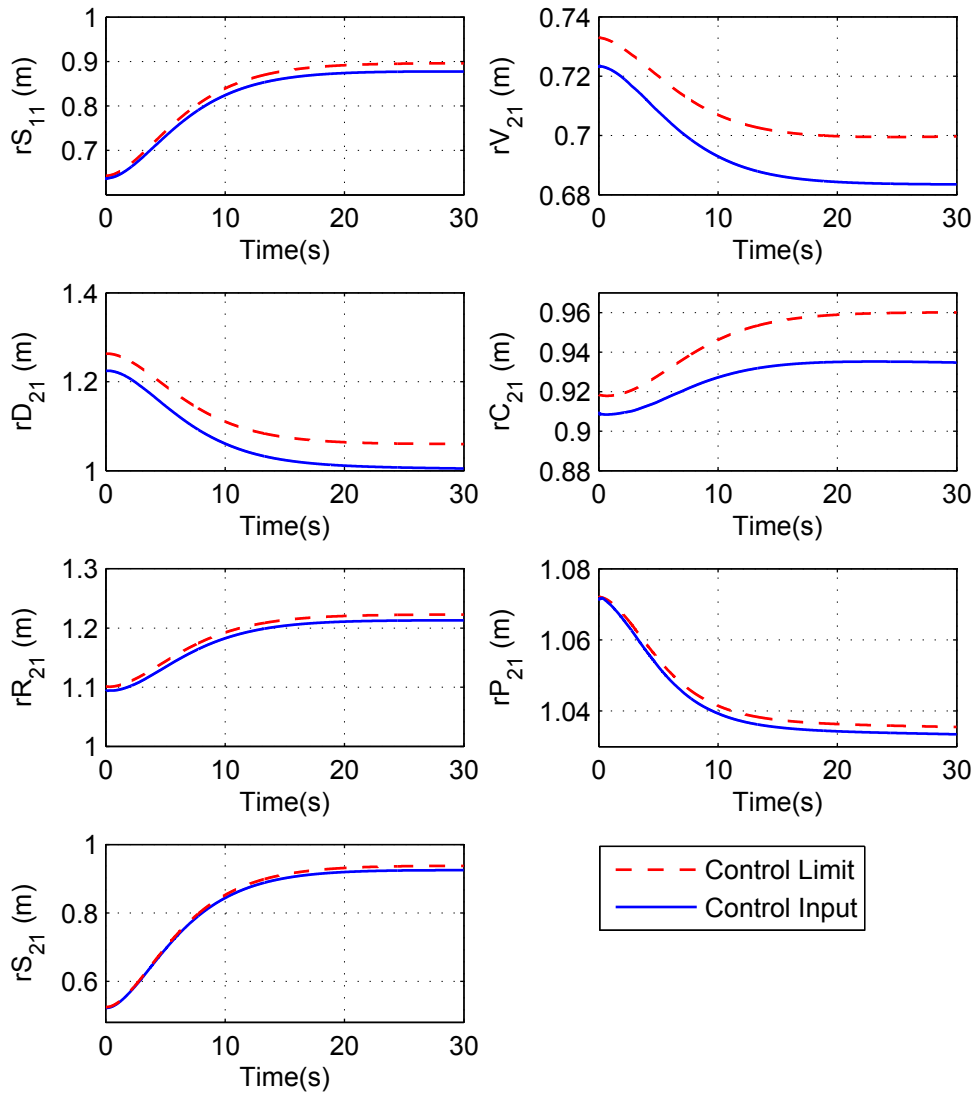 1
0.9
0.8
0.7
rS11 (m)
0 10 20 30
Time(s)
0.74
0.72
0.7
0.68
rV21 (m)
0 10 20 30
Time(s)
1.4
1.2
1
rD21 (m)
0 10 20 30
Time(s)
0.96
0.94
0.92
0.9
0.88
rC21 (m)
0 10 20 30
Time(s)
1.3
1.2
1.1
1
rR21 (m)
0 10 20 30
Time(s)
1.08
1.06
1.04
rP21 (m)
0 10 20 30
Time(s)
1
0.8
0.6
rS21 (m)
0 10 20 30
Time(s)
Control Limit
Control Input